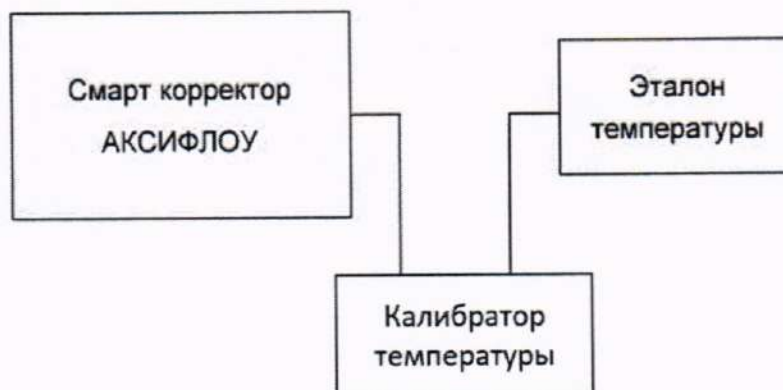 Смарт корректор
АКСИФЛОУ
Эталон
температуры
Калибратор
температуры